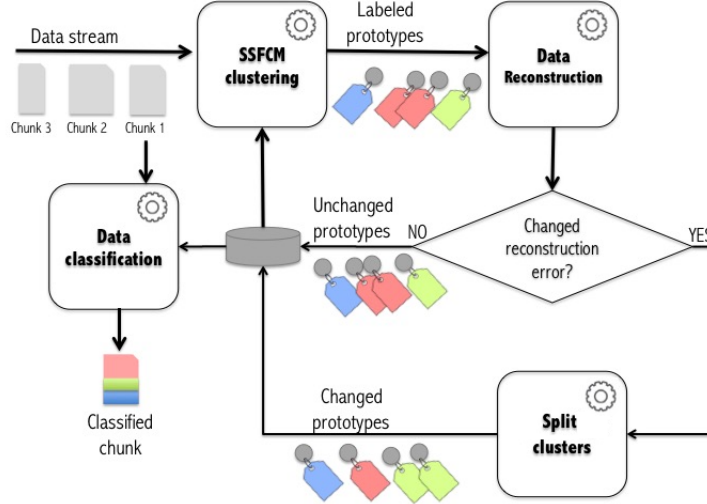 Data stream
Chunk 3
Chunk 2
Chunk 1
SSFCM
clustering
Labeled
prototypes
Data
Reconstruction
Data
classification
Unchanged
prototypes
NO
Changed
reconstruction
error?
YES
Classified
chunk
Changed
prototypes
Split
clusters